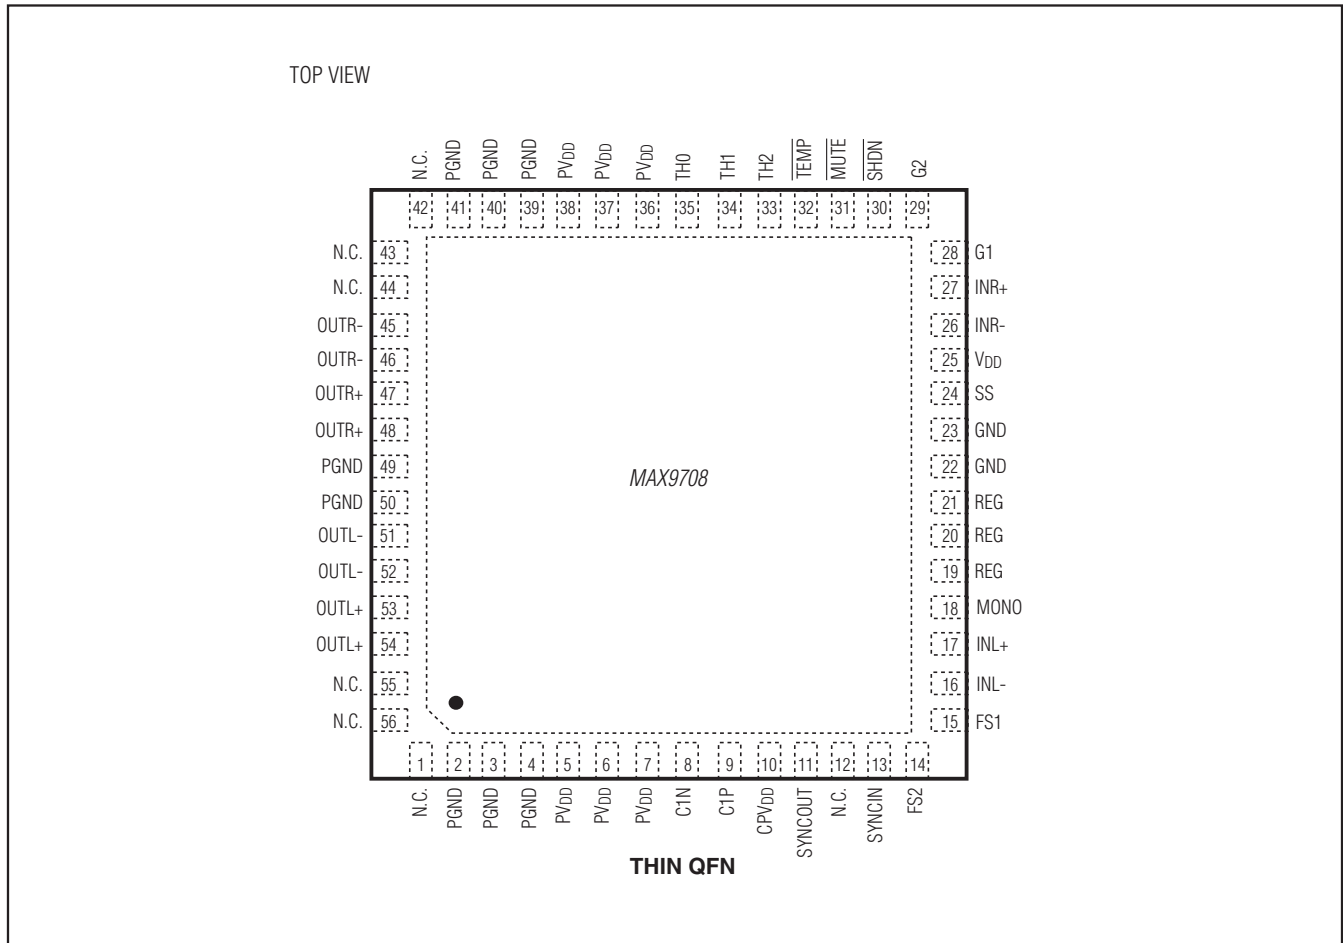 TOP VIEW
N.C. PGND PGND PGND PVDD PVDD PVDD TH0 TH1 TH2 TEMP MUTE SHDN G2
42 41 40 39 38 37 36 35 34 33 32 31 30 29
N.C. 43 28 G1
N.C. 44 27 INR+
OUTR- 45 26 INR-
OUTR- 46 25 VDD
OUTR+ 47 24 SS
OUTR+ 48 23 GND
PGND 49 22 GND
MAX9708
PGND 50 21 REG
OUTL- 51 20 REG
OUTL- 52 19 REG
OUTL+ 53 18 MONO
OUTL+ 54 17 INL+
N.C. 55 16 INL-
N.C. 56 15 FS1
1 2 3 4 5 6 7 8 9 10 11 12 13 14
N.C. PGND PGND PGND PVDD PVDD PVDD C1N C1P CPVDD SYNCOUT N.C. SYNCIN FS2
THIN QFN